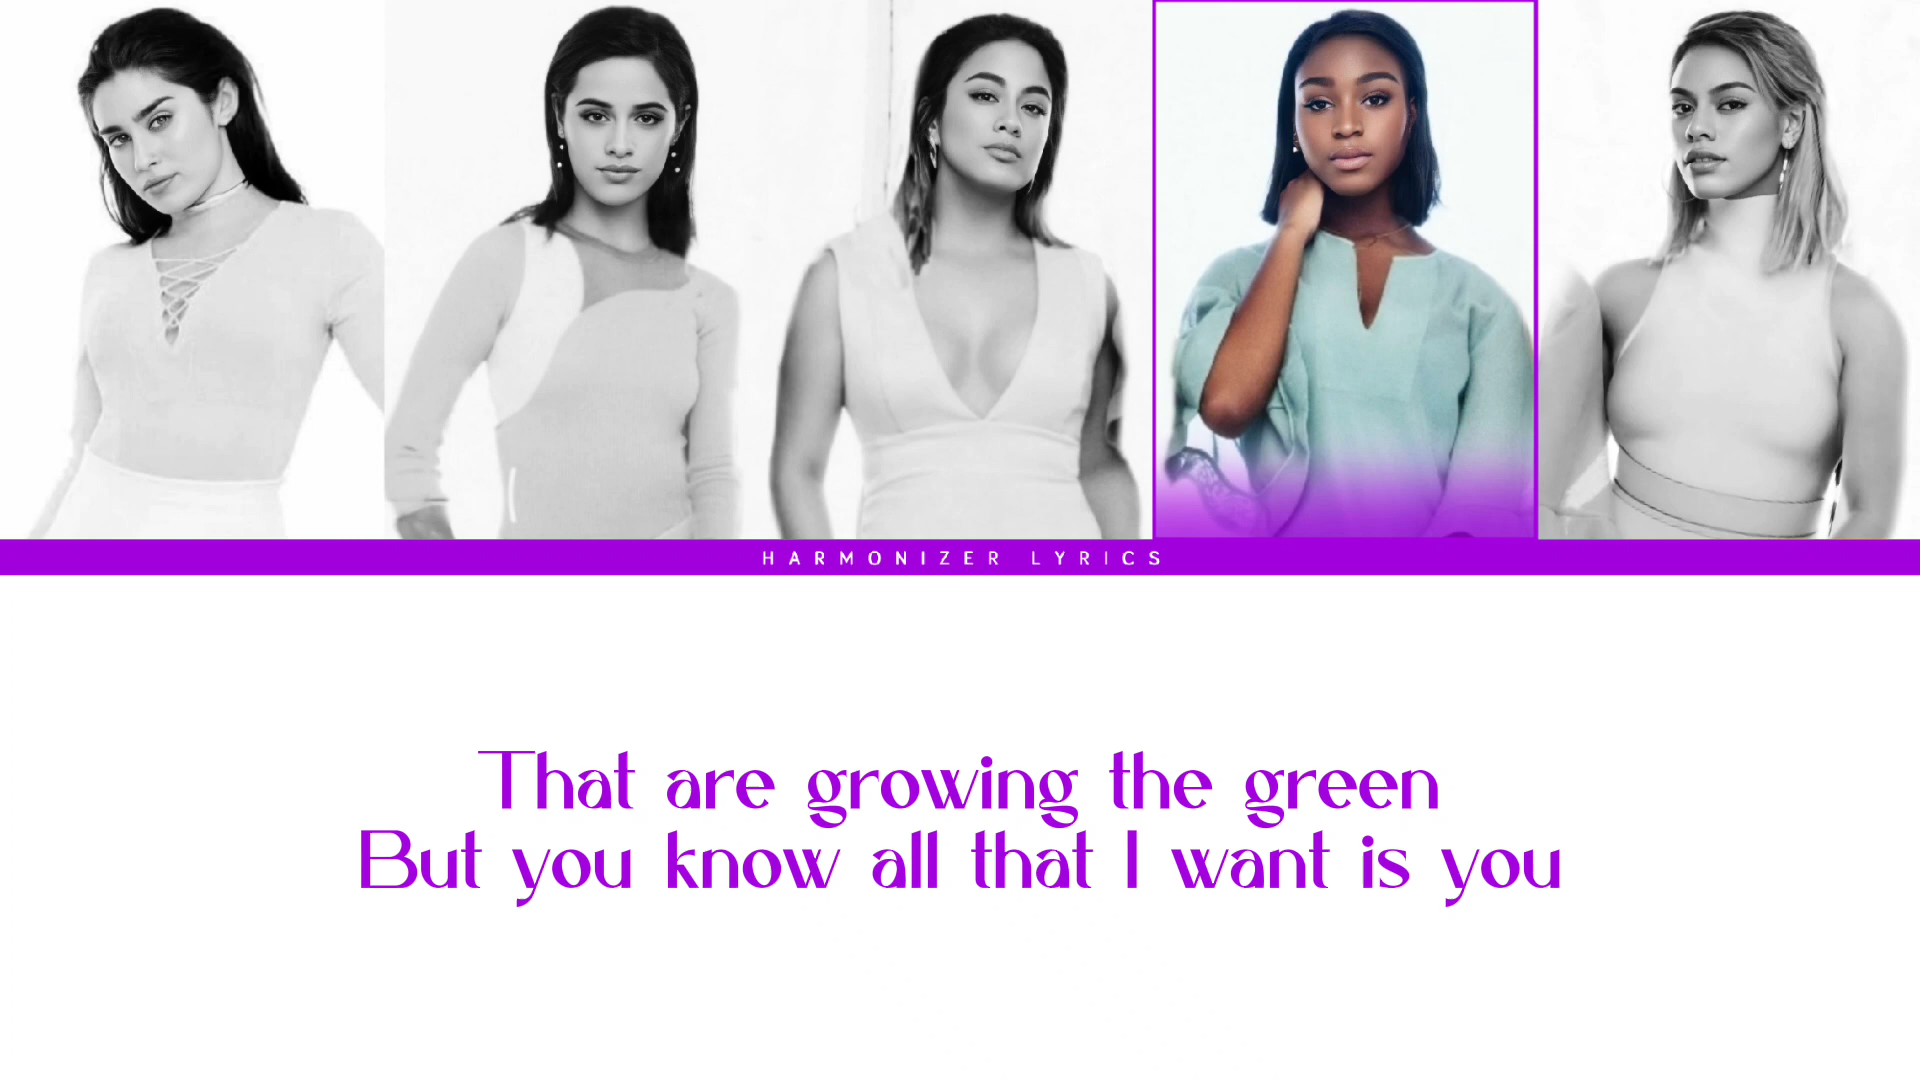 HARMONIZER LYRICS
That are growing the green
But you know all that I want is you